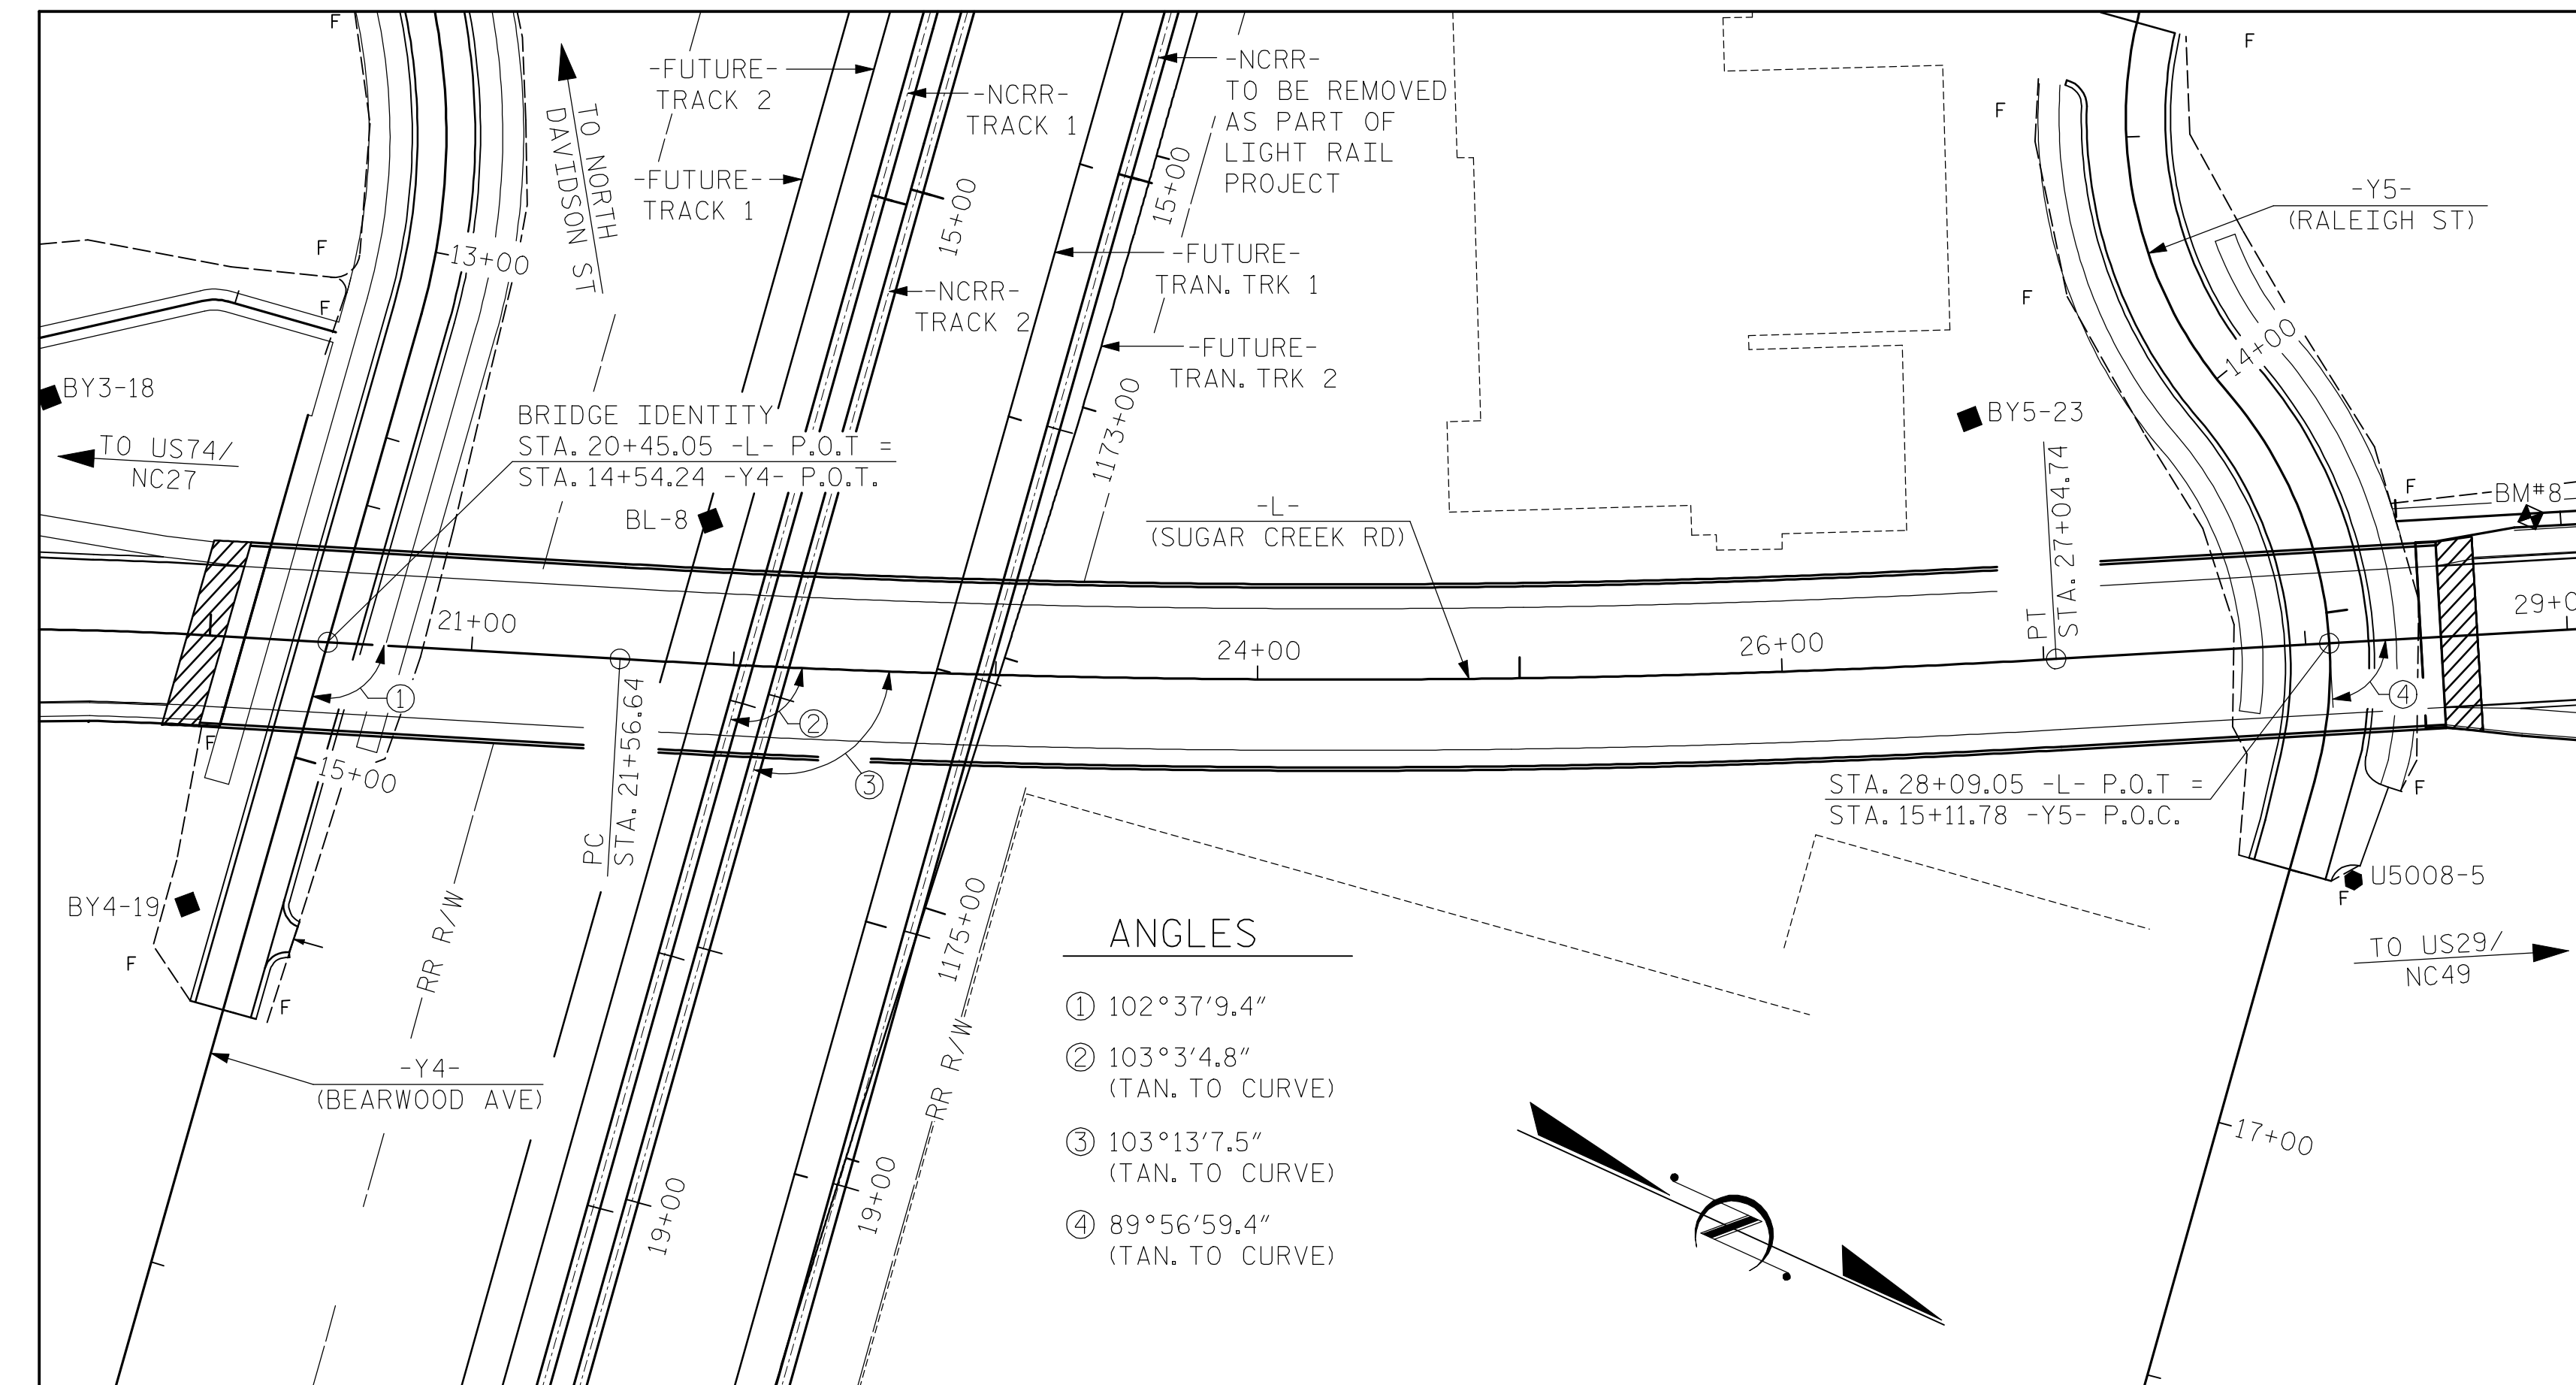 F
F
-FUTURE-
TRACK 2
-NCRR-
TRACK 1
-NCRR-
TO BE REMOVED
AS PART OF
LIGHT RAIL
PROJECT
F
TO NORTH
DAVIDSON ST
-FUTURE-
TRACK 1
15+00
15+00
-Y5-
(RALEIGH ST)
F
13+00
-FUTURE-
TRAN. TRK 1
F
-NCRR-
TRACK 2
F
-FUTURE-
TRAN. TRK 2
14+00
BY3-18
BRIDGE IDENTITY
STA. 20+45.05 -L- P.O.T =
STA. 14+54.24 -Y4- P.O.T.
1173+00
BY5-23
TO US74/
NC27
BL-8
-L-
(SUGAR CREEK RD)
F
BM#8
21+00
24+00
26+00
PT
STA. 27+04.74
1
2
3
4
F
15+00
PC
STA. 21+56.64
STA. 28+09.05 -L- P.O.T =
STA. 15+11.78 -Y5- P.O.C.
F
U5008-5
F
BY4-19
F
RR R/W
F
1175+00
TO US29/
NC49
ANGLES
1 102°37'9.4"
2 103°3'4.8"
(TAN. TO CURVE)
3 103°13'7.5"
(TAN. TO CURVE)
4 89°56'59.4"
(TAN. TO CURVE)
-Y4-
(BEARWOOD AVE)
RR R/W
17+00
19+00
19+00